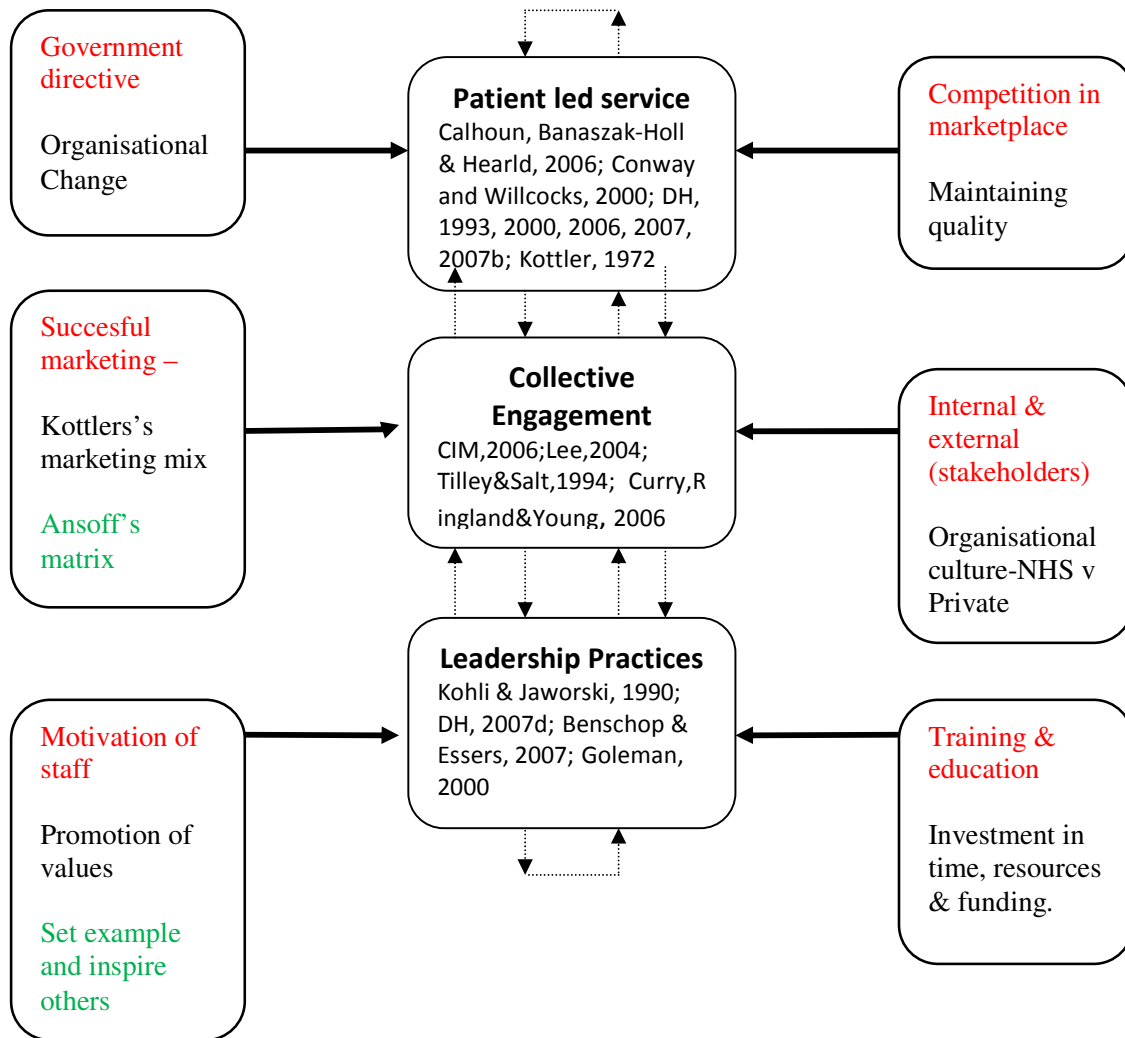 Government
directive
Organisational
Change
Patient led service
Calhoun, Banaszak-Holl
& Hearld, 2006; Conway
and Willcocks, 2000; DH,
1993, 2000, 2006, 2007,
2007b; Kottler, 1972
Competition in
marketplace
Maintaining
quality
Succesful
marketing –
Kottlers's
marketing mix
Ansoff's
matrix
Collective
Engagement
CIM,2006;Lee,2004;
Tilley&Salt,1994; Curry,R
ingland&Young, 2006
Internal &
external
(stakeholders)
Organisational
culture-NHS v
Private
Motivation of
staff
Promotion of
values
Set example
and inspire
others
Leadership Practices
Kohli & Jaworski, 1990;
DH, 2007d; Benschop &
Essers, 2007; Goleman,
2000
Training &
education
Investment in
time, resources
& funding.